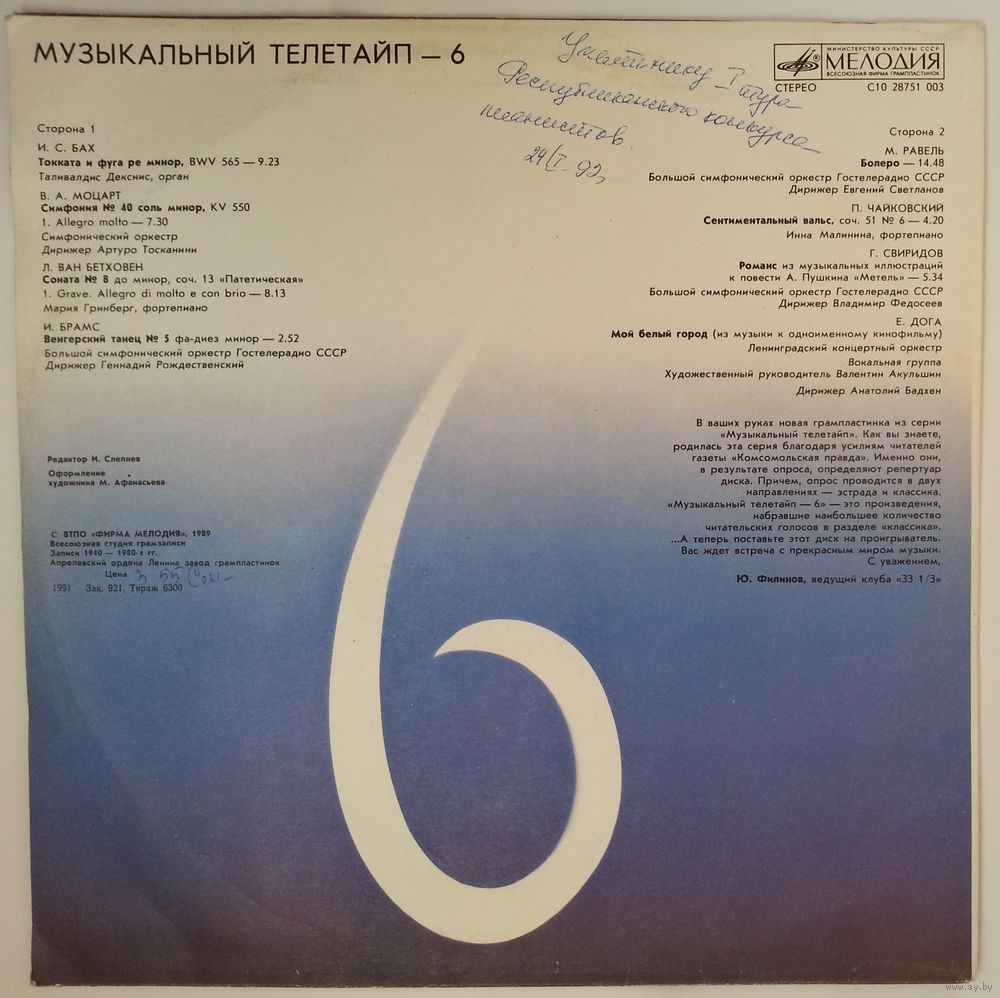 МУЗЫКАЛЬНЫЙ ТЕЛЕТАЙП — 6
Участнику I тура
Республиканского конкурса
пианистов.
24/I-92
МИНИСТЕРСТВО КУЛЬТУРЫ СССР
МЕЛОДИЯ
ВСЕСОЮЗНАЯ ФИРМА ГРАМПЛАСТИНОК
СТЕРЕО С10 28751 003
Сторона 1
И. С. БАХ
Токката и фуга ре минор, BWV 565 — 9.23
Таливалдис Декснис, орган
В. А. МОЦАРТ
Симфония № 40 соль минор, KV 550
1. Allegro molto — 7.30
Симфонический оркестр
Дирижер Артуро Тосканини
Л. ВАН БЕТХОВЕН
Соната № 8 до минор, соч. 13 «Патетическая»
1. Grave. Allegro di molto e con brio — 8.13
Мария Гринберг, фортепиано
И. БРАМС
Венгерский танец № 5 фа-диез минор — 2.52
Большой симфонический оркестр Гостелерадио СССР
Дирижер Геннадий Рождественский
Редактор И. Слепнев
Оформление
художника М. Афанасьева
С ВТПО «ФИРМА МЕЛОДИЯ», 1989
Всесоюзная студия грамзаписи
Записи 1940 — 1980-х гг.
Апрелевский ордена Ленина завод грампластинок
Цена 3 55
1991 Зак. 921, Тираж 6300
Сторона 2
М. РАВЕЛЬ
Болеро — 14.48
Большой симфонический оркестр Гостелерадио СССР
Дирижер Евгений Светланов
П. ЧАЙКОВСКИЙ
Сентиментальный вальс, соч. 51 № 6 — 4.20
Инна Малинина, фортепиано
Г. СВИРИДОВ
Романс из музыкальных иллюстраций
к повести А. Пушкина «Метель» — 5.34
Большой симфонический оркестр Гостелерадио СССР
Дирижер Владимир Федосеев
Е. ДОГА
Мой белый город (из музыки к одноименному кинофильму)
Ленинградский концертный оркестр
Вокальная группа
Художественный руководитель Валентин Акульшин
Дирижер Анатолий Бадхен
В ваших руках новая грампластинка из серии
«Музыкальный телетайп». Как вы знаете,
родилась эта серия благодаря усилиям читателей
газеты «Комсомольская правда». Именно они,
в результате опроса, определяют репертуар
диска. Причем, опрос проводится в двух
направлениях — эстрада и классика.
«Музыкальный телетайп — 6» — это произведения,
набравшие наибольшее количество
читательских голосов в разделе «классика».
...А теперь поставьте этот диск на проигрыватель.
Вас ждет встреча с прекрасным миром музыки.
С уважением,
Ю. Филинов, ведущий клуба «33 1/3»
6
www.ay.by